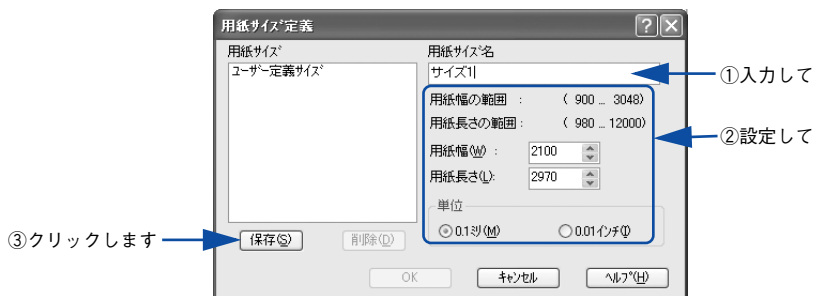 用紙サイズ定義
用紙サイズ
ユーザー定義サイズ
用紙サイズ名
サイズ1
①入力して
用紙幅の範囲 : ( 900 .. 3048)
用紙長さの範囲 : ( 980 .. 12000)
②設定して
用紙幅(W) : 2100
用紙長さ(L): 2970
単位
0.1ミリ(M) 0.01インチ(I)
③クリックします
保存(S) 削除(D)
OK キャンセル ヘルプ(H)